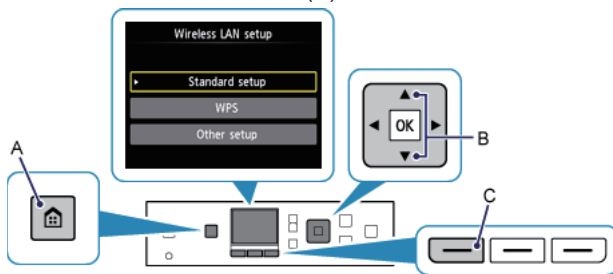 Wireless LAN setup
Standard setup
WPS
Other setup
A
OK
B
C